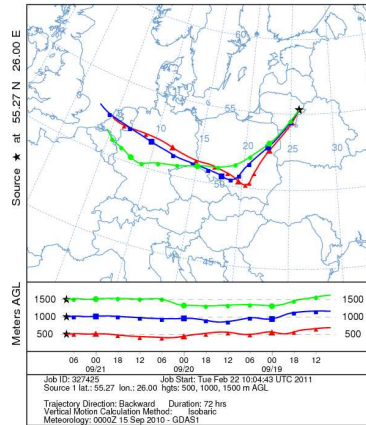 Source ★ at 55.27 N 26.00 E
60
55
5
10
15
20
25
30
50
45
Meters AGL
1500 1500
1000 1000
500 500
06 00 18 12 06 00 18 12 06 00 18 12
09/21 09/20 09/19
Job ID: 327425 Job Start: Tue Feb 22 10:04:43 UTC 2011
Source 1 lat.: 55.27 lon.: 26.00 hgts: 500, 1000, 1500 m AGL
Trajectory Direction: Backward Duration: 72 hrs
Vertical Motion Calculation Method: Isobaric
Meteorology: 0000Z 15 Sep 2010 - GDAS1